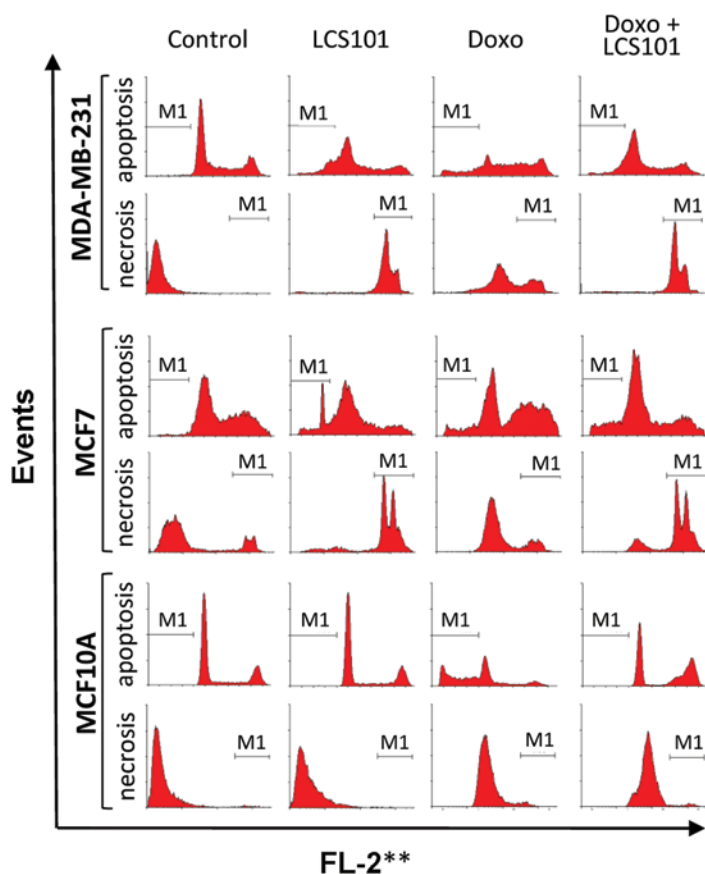 Control LCS101 Doxo Doxo +
LCS101
MDA-MB-231
apoptosis
M1 M1 M1 M1
necrosis
M1 M1 M1 M1
MCF7
apoptosis
M1 M1 M1 M1
necrosis
M1 M1 M1 M1
MCF10A
apoptosis
M1 M1 M1 M1
necrosis
M1 M1 M1 M1
Events
FL-2**